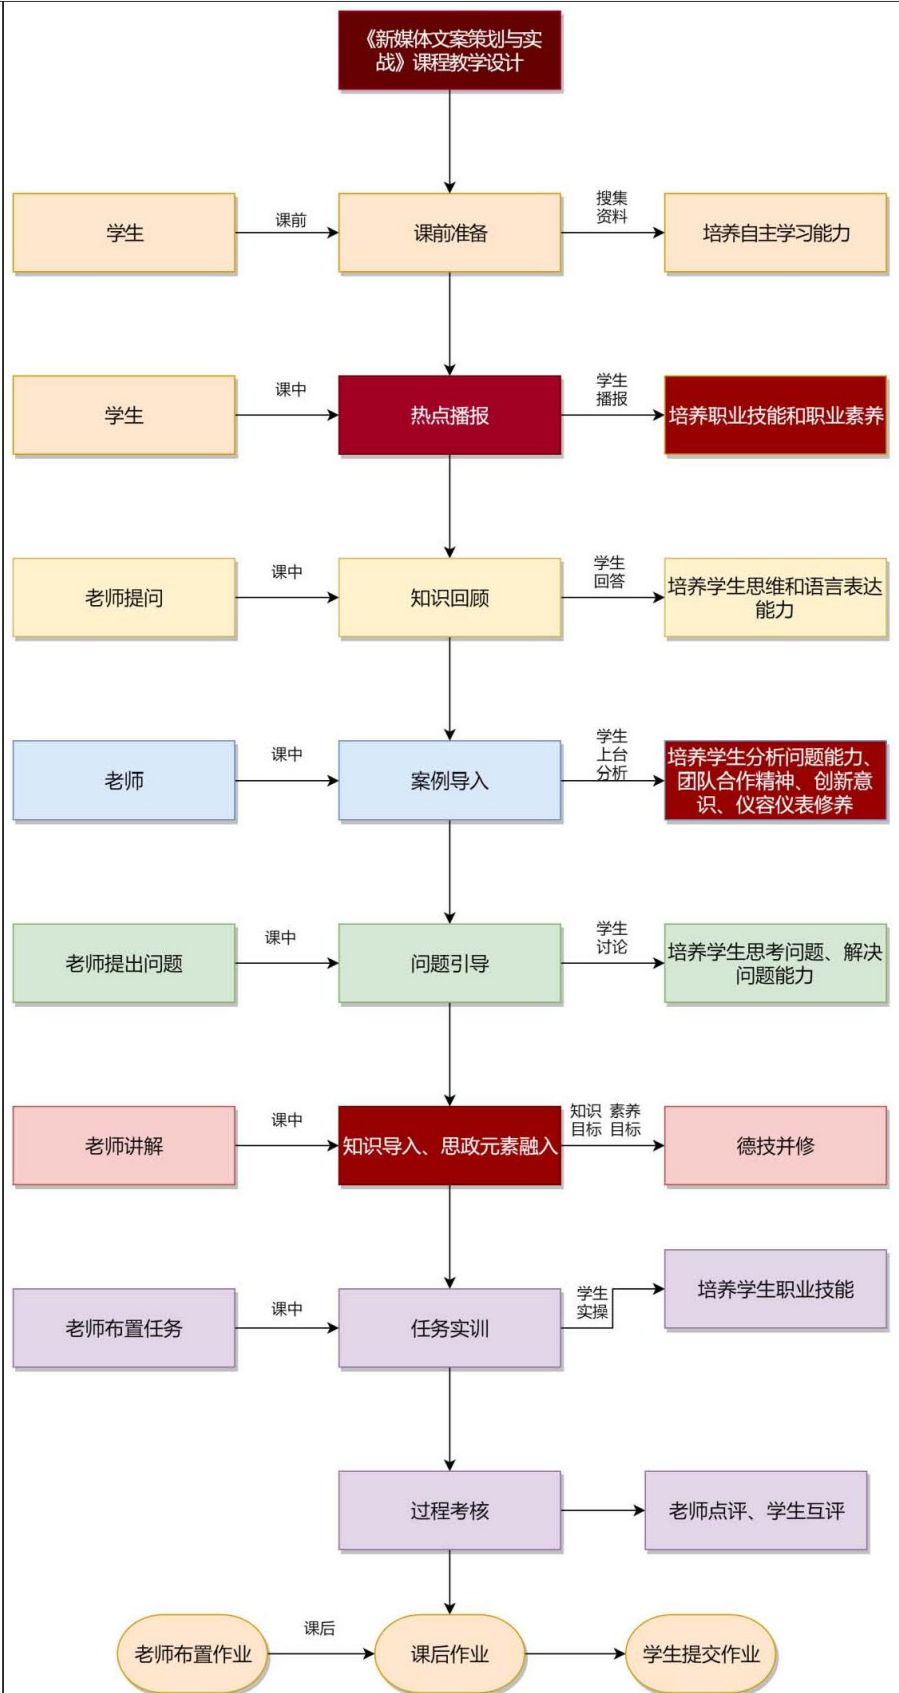 《新媒体文案策划与实
战》课程教学设计
学生
课前
课前准备
搜集
资料
培养自主学习能力
学生
课中
热点播报
学生
播报
培养职业技能和职业素养
老师提问
课中
知识回顾
学生
回答
培养学生思维和语言表达
能力
老师
课中
案例导入
学生
上台
分析
培养学生分析问题能力、
团队合作精神、创新意
识、仪容仪表修养
老师提出问题
课中
问题引导
学生
讨论
培养学生思考问题、解决
问题能力
老师讲解
课中
知识导入、思政元素融入
知识 素养
目标 目标
德技并修
老师布置任务
课中
任务实训
学生
实操
培养学生职业技能
过程考核
老师点评、学生互评
老师布置作业
课后
课后作业
学生提交作业